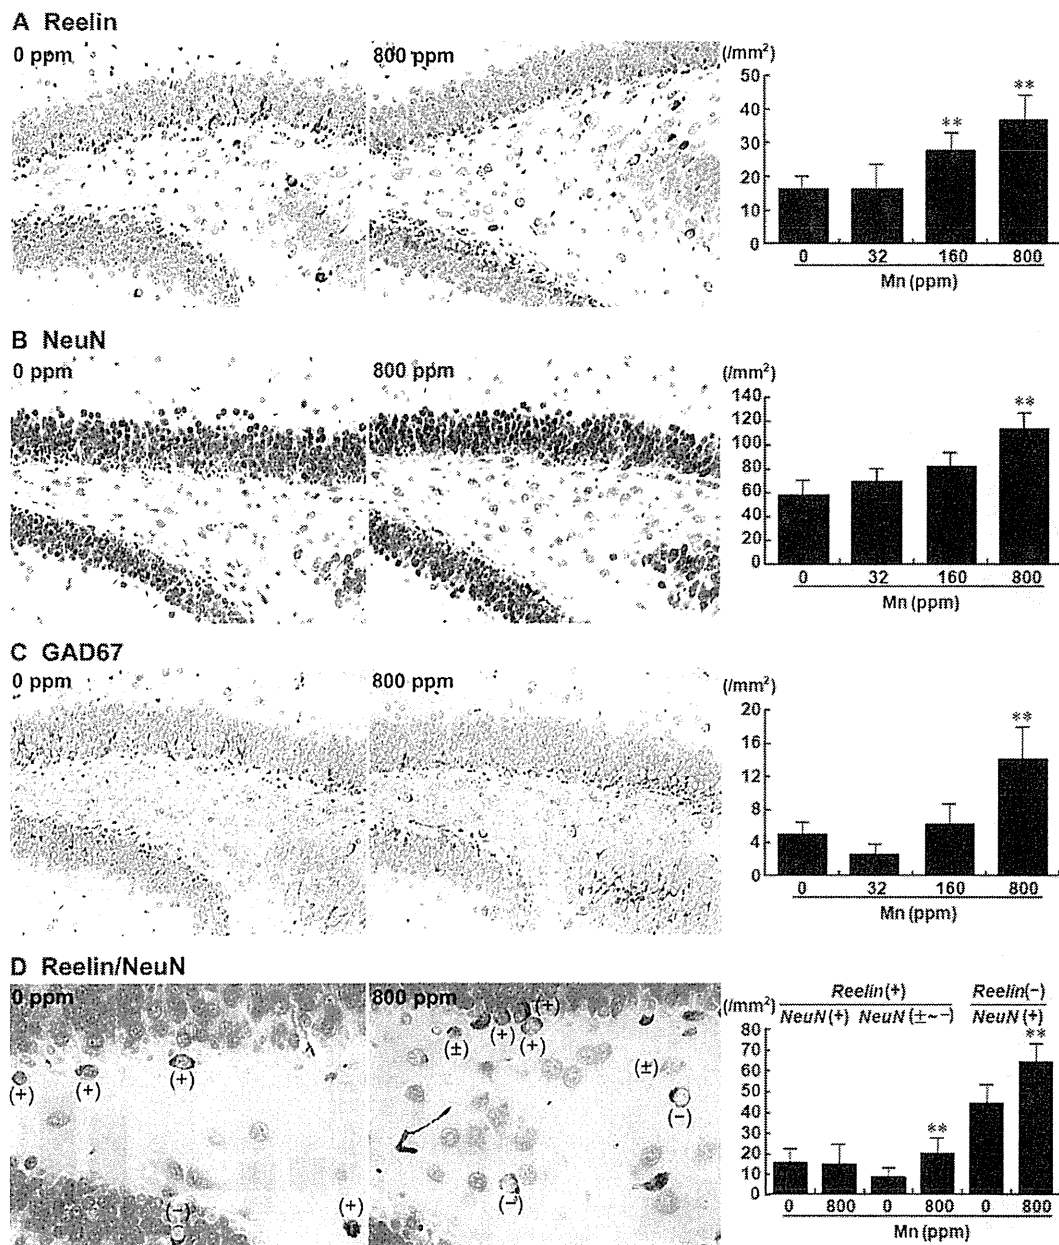 A Reelin
0 ppm
800 ppm
(/mm²)
50
40
30
20
10
0
**
**
0 32 160 800
Mn (ppm)
B NeuN
0 ppm
800 ppm
(/mm²)
140
120
100
80
60
40
20
0
**
0 32 160 800
Mn (ppm)
C GAD67
0 ppm
800 ppm
(/mm²)
20
16
12
8
4
0
**
0 32 160 800
Mn (ppm)
D Reelin/NeuN
0 ppm
(+)
(+)
(+)
(−)
(+)
800 ppm
(+)
(±)
(+)
(+)
(±)
(−)
(−)
(/mm²)
Reelin(+) Reelin(−)
NeuN(+) NeuN(±~−) NeuN(+)
80
70
60
50
40
30
20
10
0
**
**
0 800 0 800 0 800
Mn (ppm)